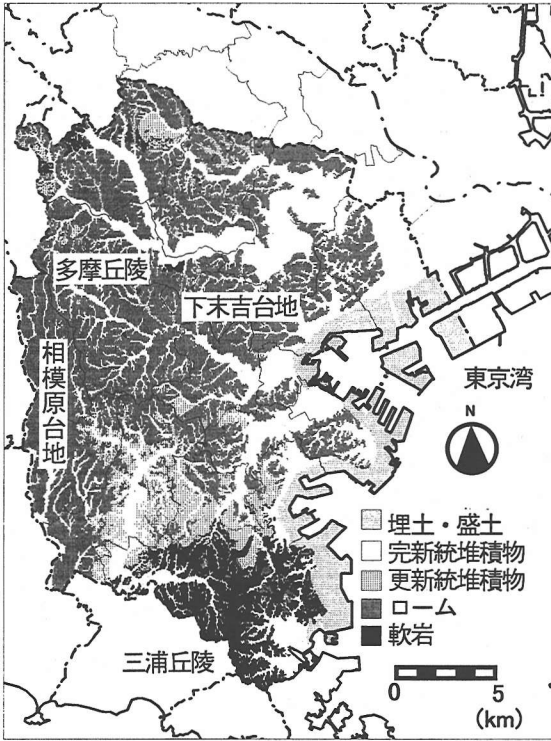 多摩丘陵
下末吉台地
相模原台地
東京湾
N
埋土・盛土
完新統堆積物
更新統堆積物
ローム
軟岩
三浦丘陵
0 5
(km)